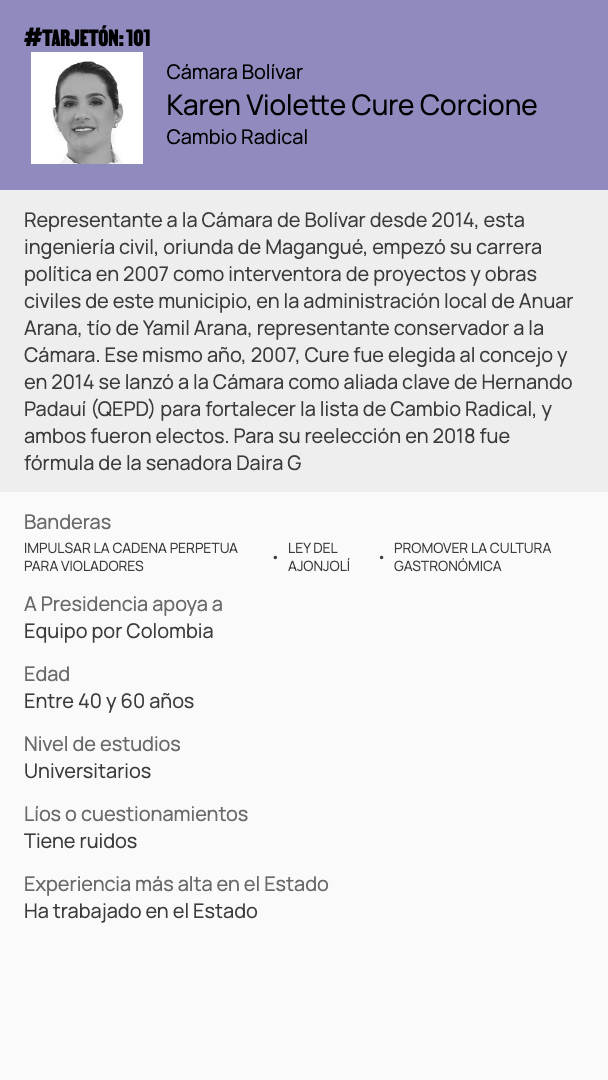 #TARJETÓN: 101
Cámara Bolívar
Karen Violette Cure Corcione
Cambio Radical
Representante a la Cámara de Bolívar desde 2014, esta
ingeniería civil, oriunda de Magangué, empezó su carrera
política en 2007 como interventora de proyectos y obras
civiles de este municipio, en la administración local de Anuar
Arana, tío de Yamil Arana, representante conservador a la
Cámara. Ese mismo año, 2007, Cure fue elegida al concejo y
en 2014 se lanzó a la Cámara como aliada clave de Hernando
Padauí (QEPD) para fortalecer la lista de Cambio Radical, y
ambos fueron electos. Para su reelección en 2018 fue
fórmula de la senadora Daira G
Banderas
IMPULSAR LA CADENA PERPETUA PARA VIOLADORES • LEY DEL AJONJOLÍ • PROMOVER LA CULTURA GASTRONÓMICA
A Presidencia apoya a
Equipo por Colombia
Edad
Entre 40 y 60 años
Nivel de estudios
Universitarios
Líos o cuestionamientos
Tiene ruidos
Experiencia más alta en el Estado
Ha trabajado en el Estado